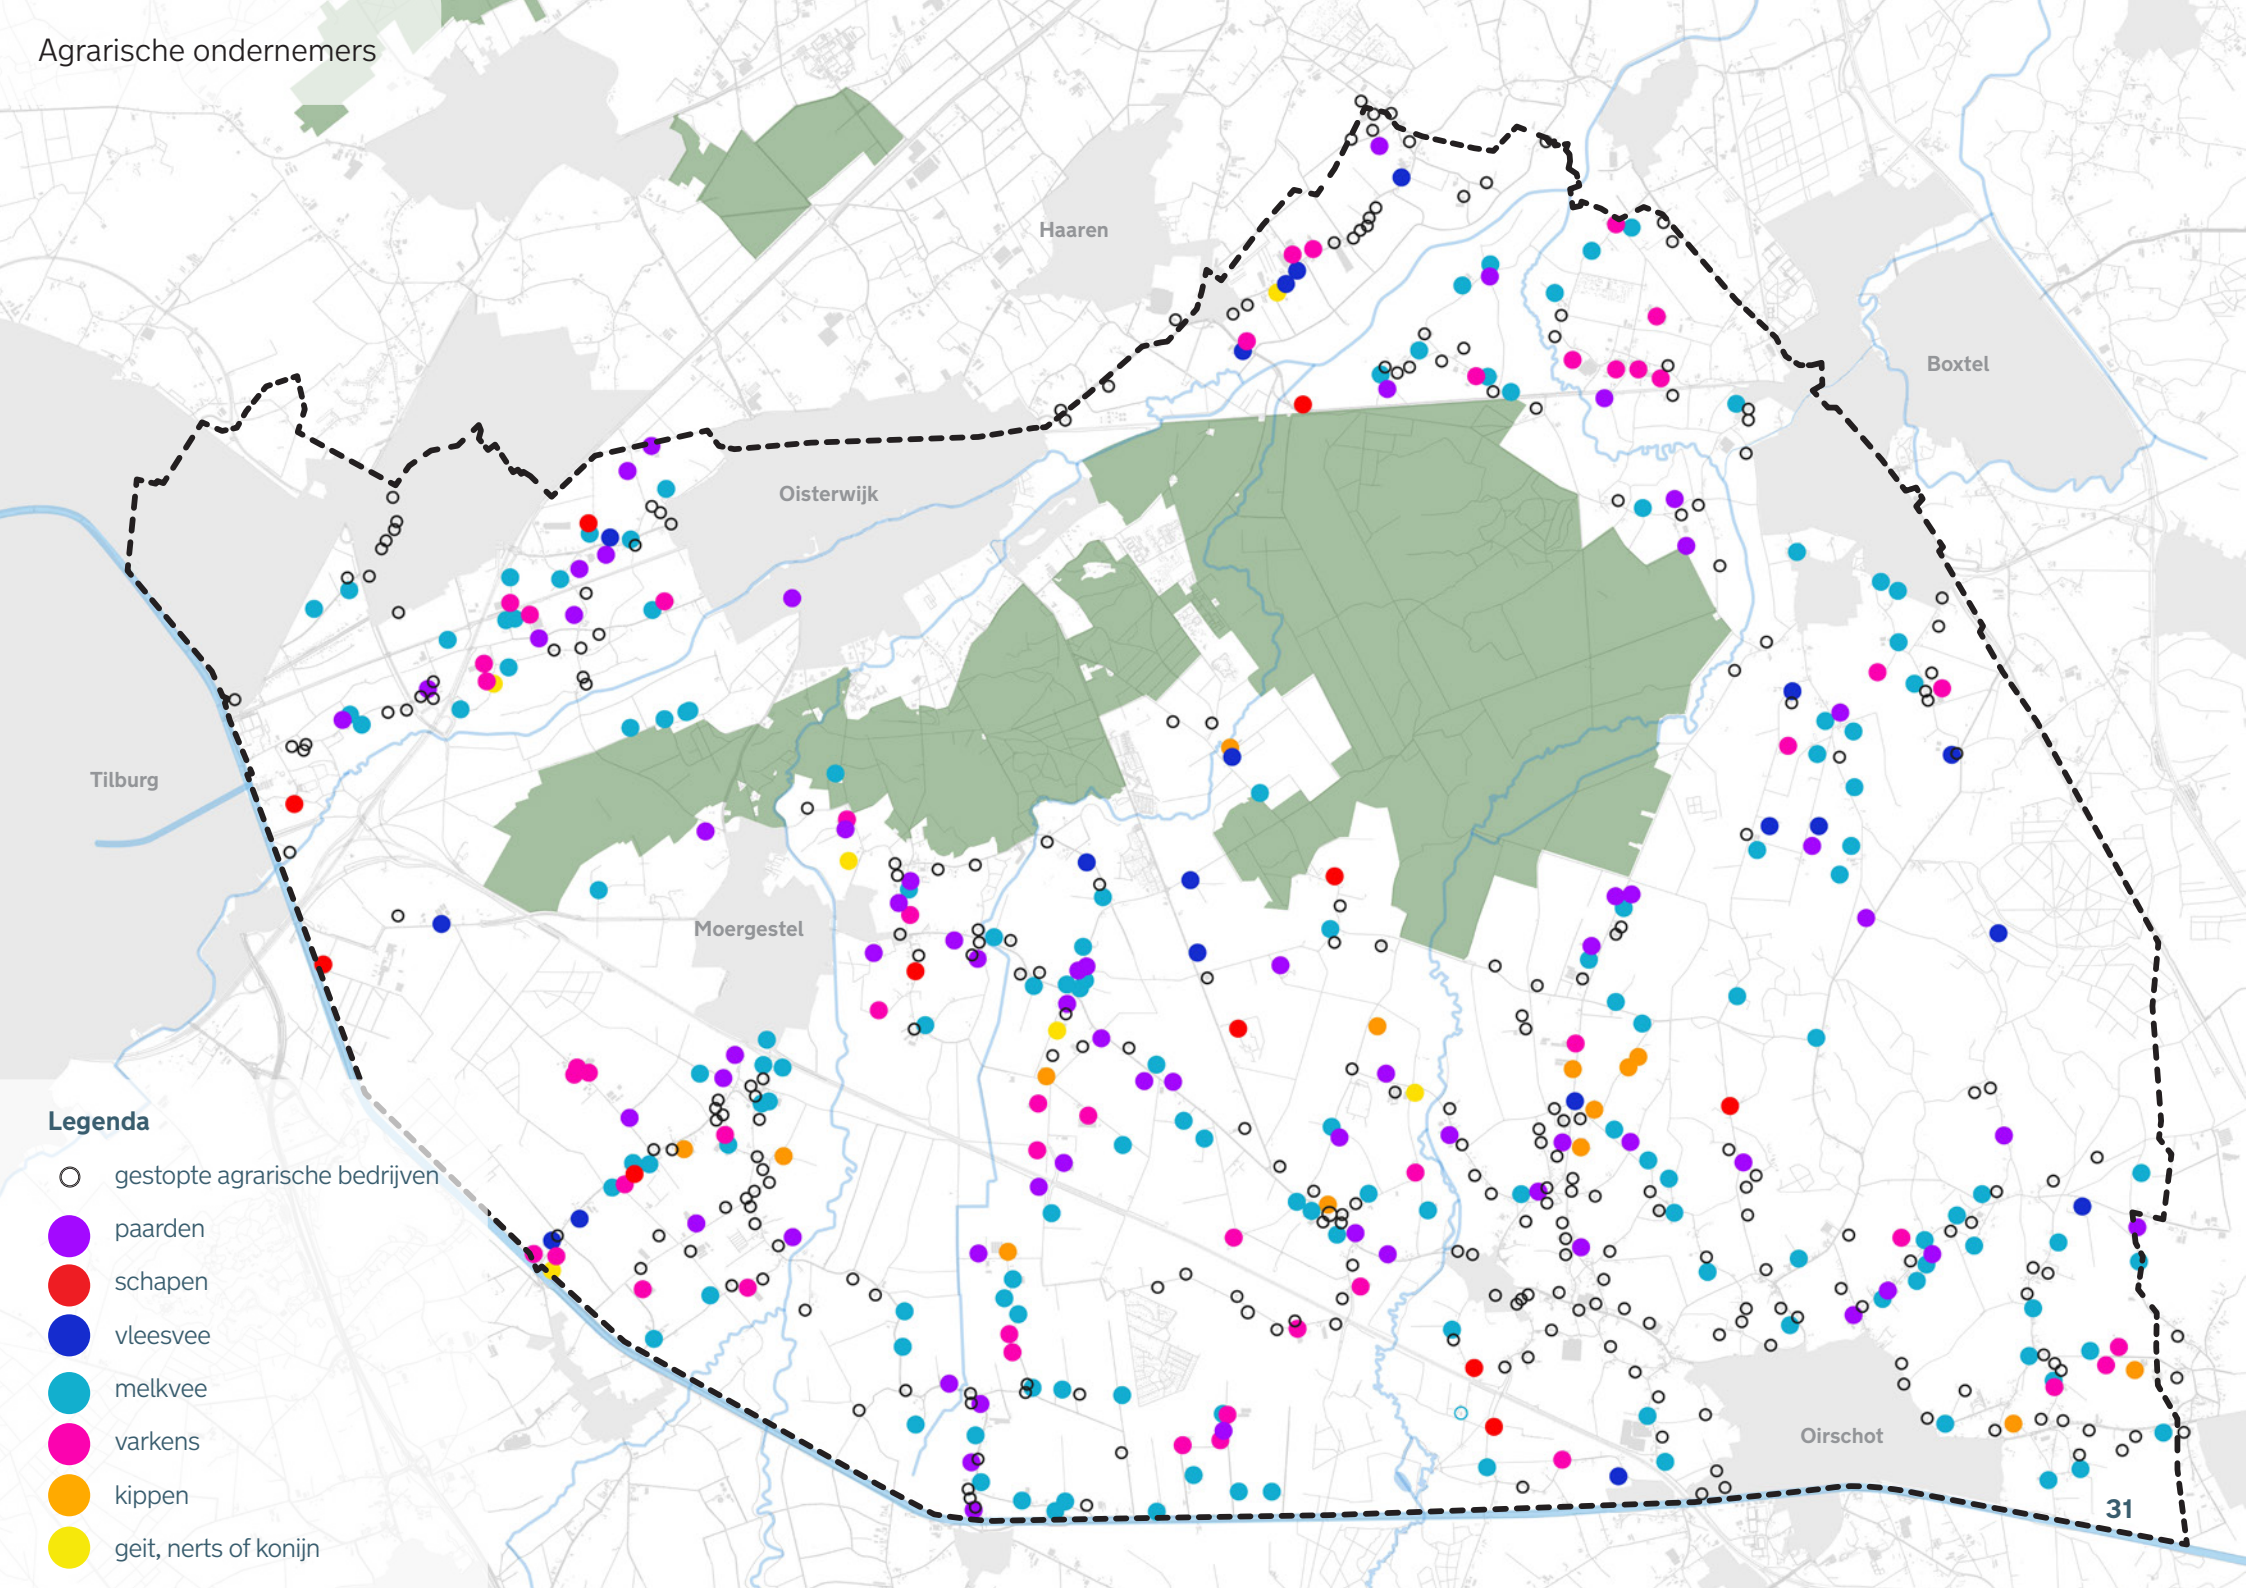 Agrarische ondernemers
Haaren
Boxtel
Oisterwijk
Tilburg
Moergestel
Oirschot
Legenda
gestopte agrarische bedrijven
paarden
schapen
vleesvee
melkvee
varkens
kippen
geit, nerts of konijn
31